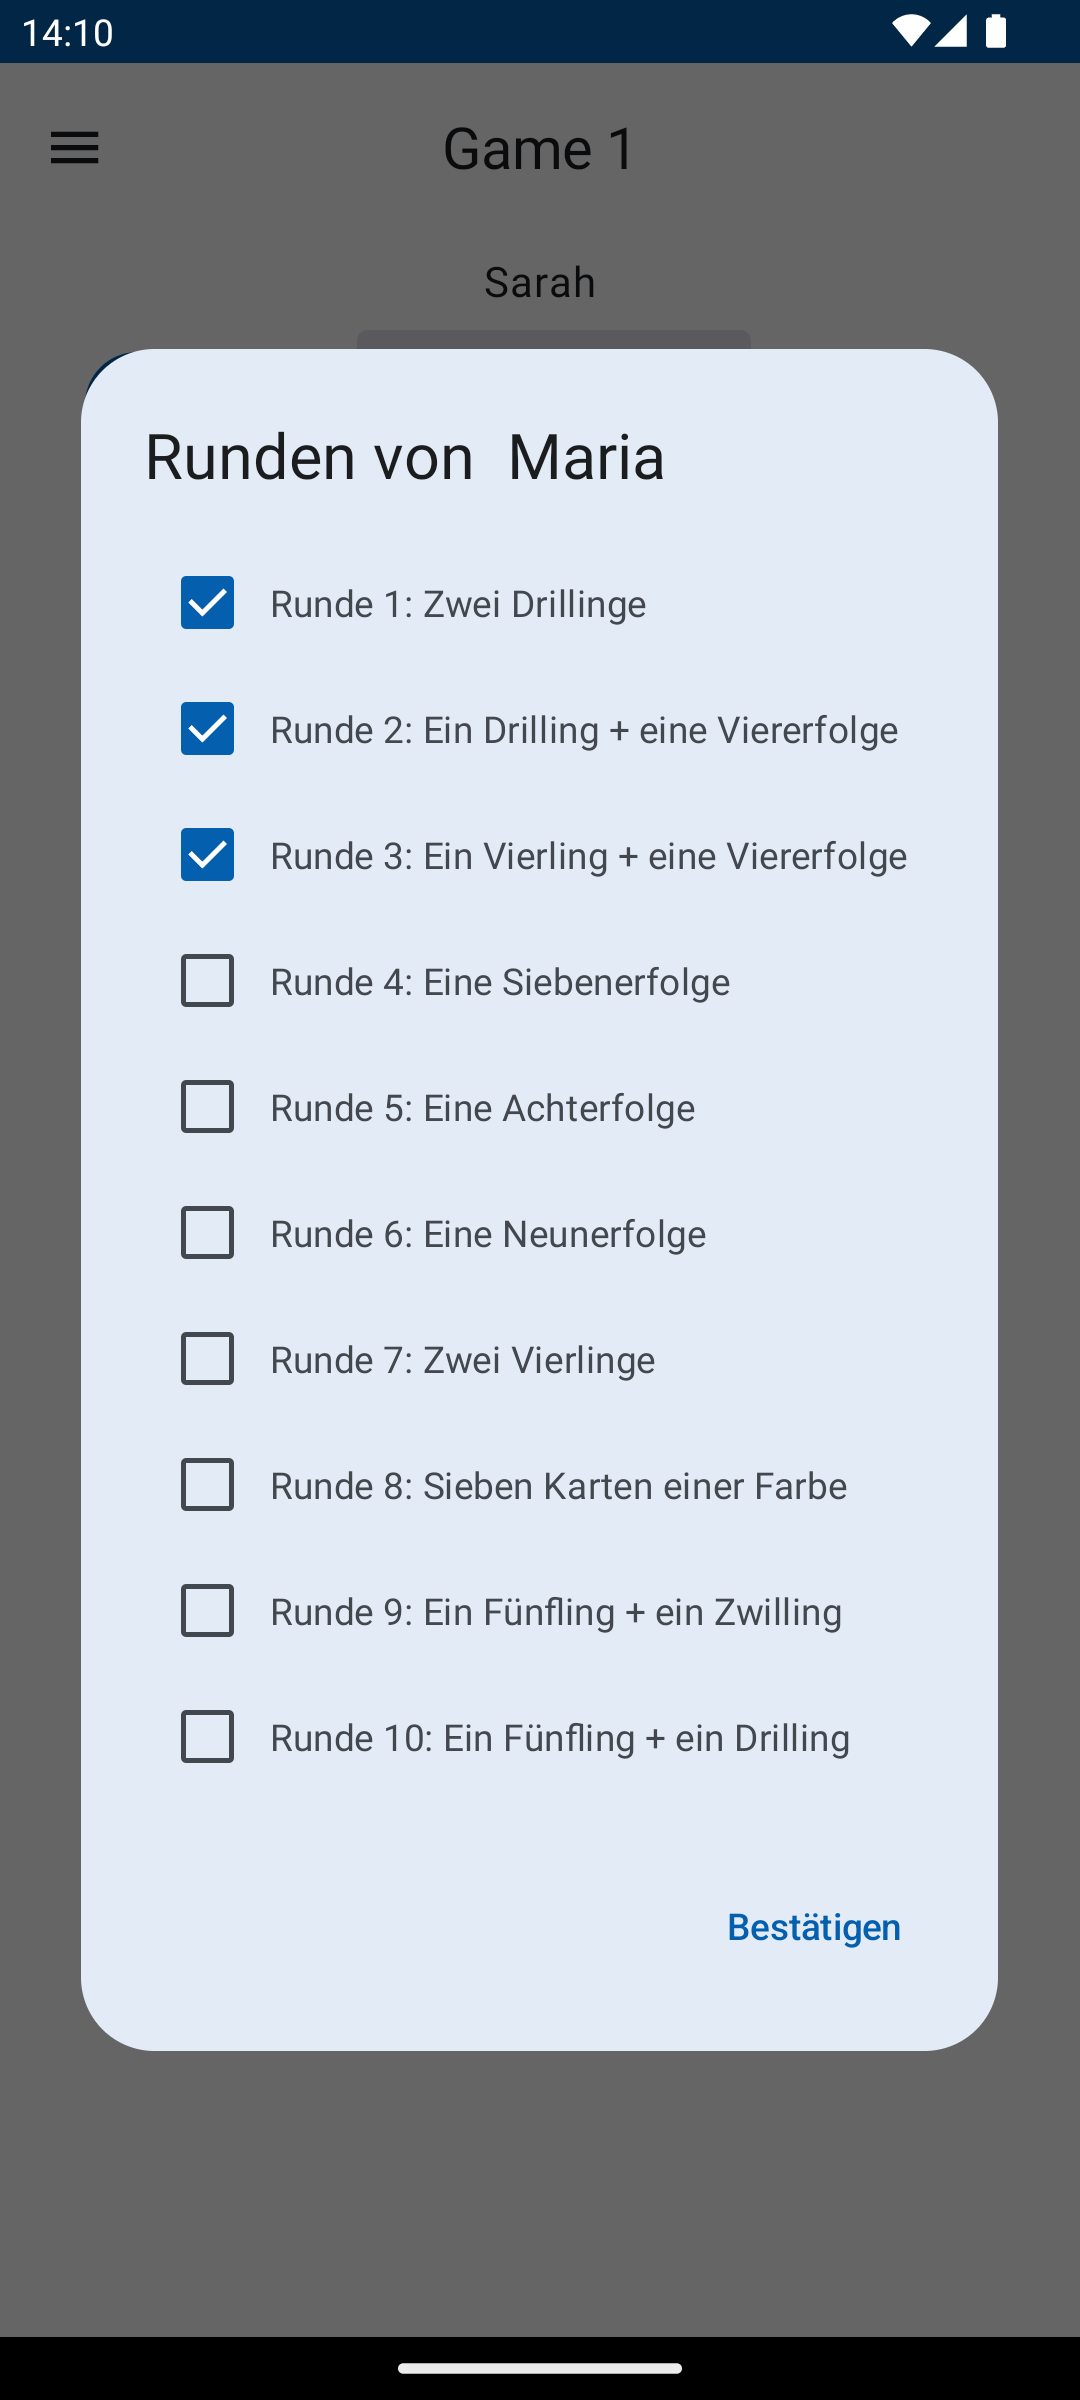 14:10
Game 1
Sarah
Runden von  Maria
Runde 1: Zwei Drillinge
Runde 2: Ein Drilling + eine Viererfolge
Runde 3: Ein Vierling + eine Viererfolge
Runde 4: Eine Siebenerfolge
Runde 5: Eine Achterfolge
Runde 6: Eine Neunerfolge
Runde 7: Zwei Vierlinge
Runde 8: Sieben Karten einer Farbe
Runde 9: Ein Fünfling + ein Zwilling
Runde 10: Ein Fünfling + ein Drilling
Bestätigen